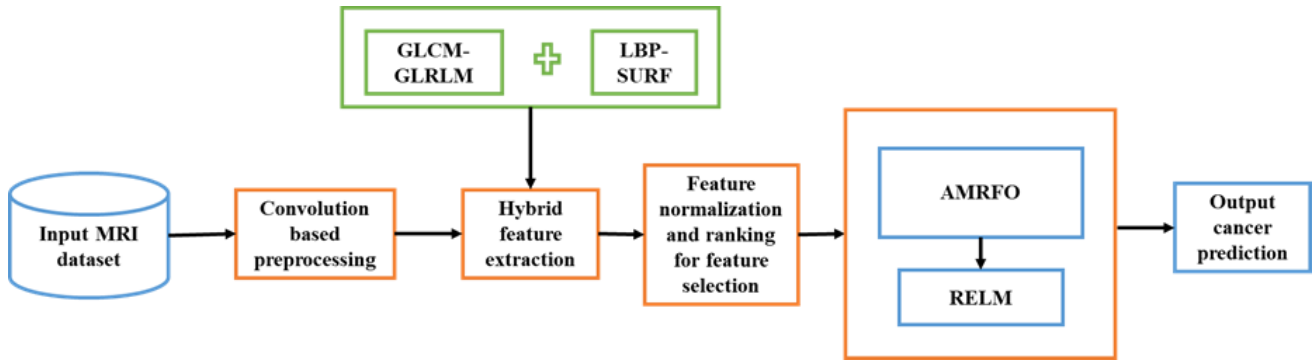 GLCM-
GLRLM
LBP-
SURF
Input MRI
dataset
Convolution
based
preprocessing
Hybrid
feature
extraction
Feature
normalization
and ranking
for feature
selection
AMRFO
RELM
Output
cancer
prediction